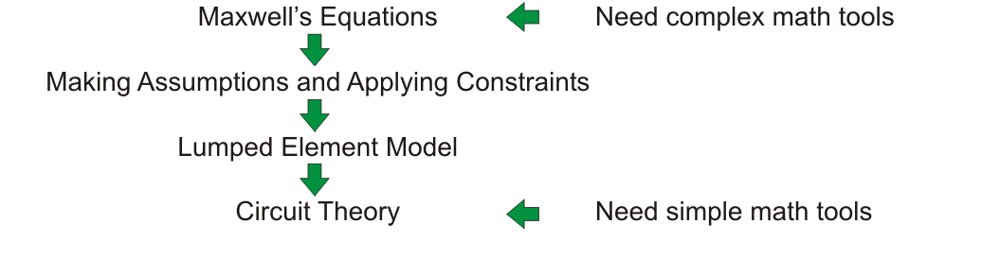 Maxwell’s Equations Need complex math tools
Making Assumptions and Applying Constraints
Lumped Element Model
Circuit Theory Need simple math tools